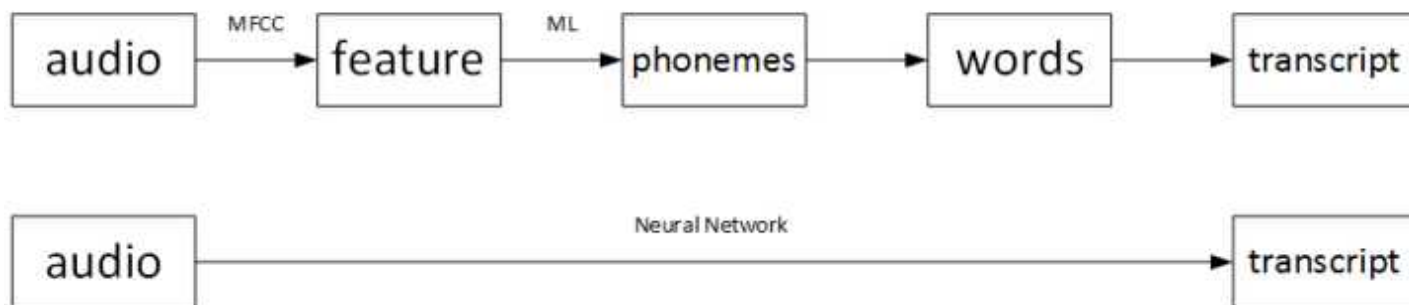 MFCC ML
audio feature phonemes words transcript
Neural Network
audio transcript